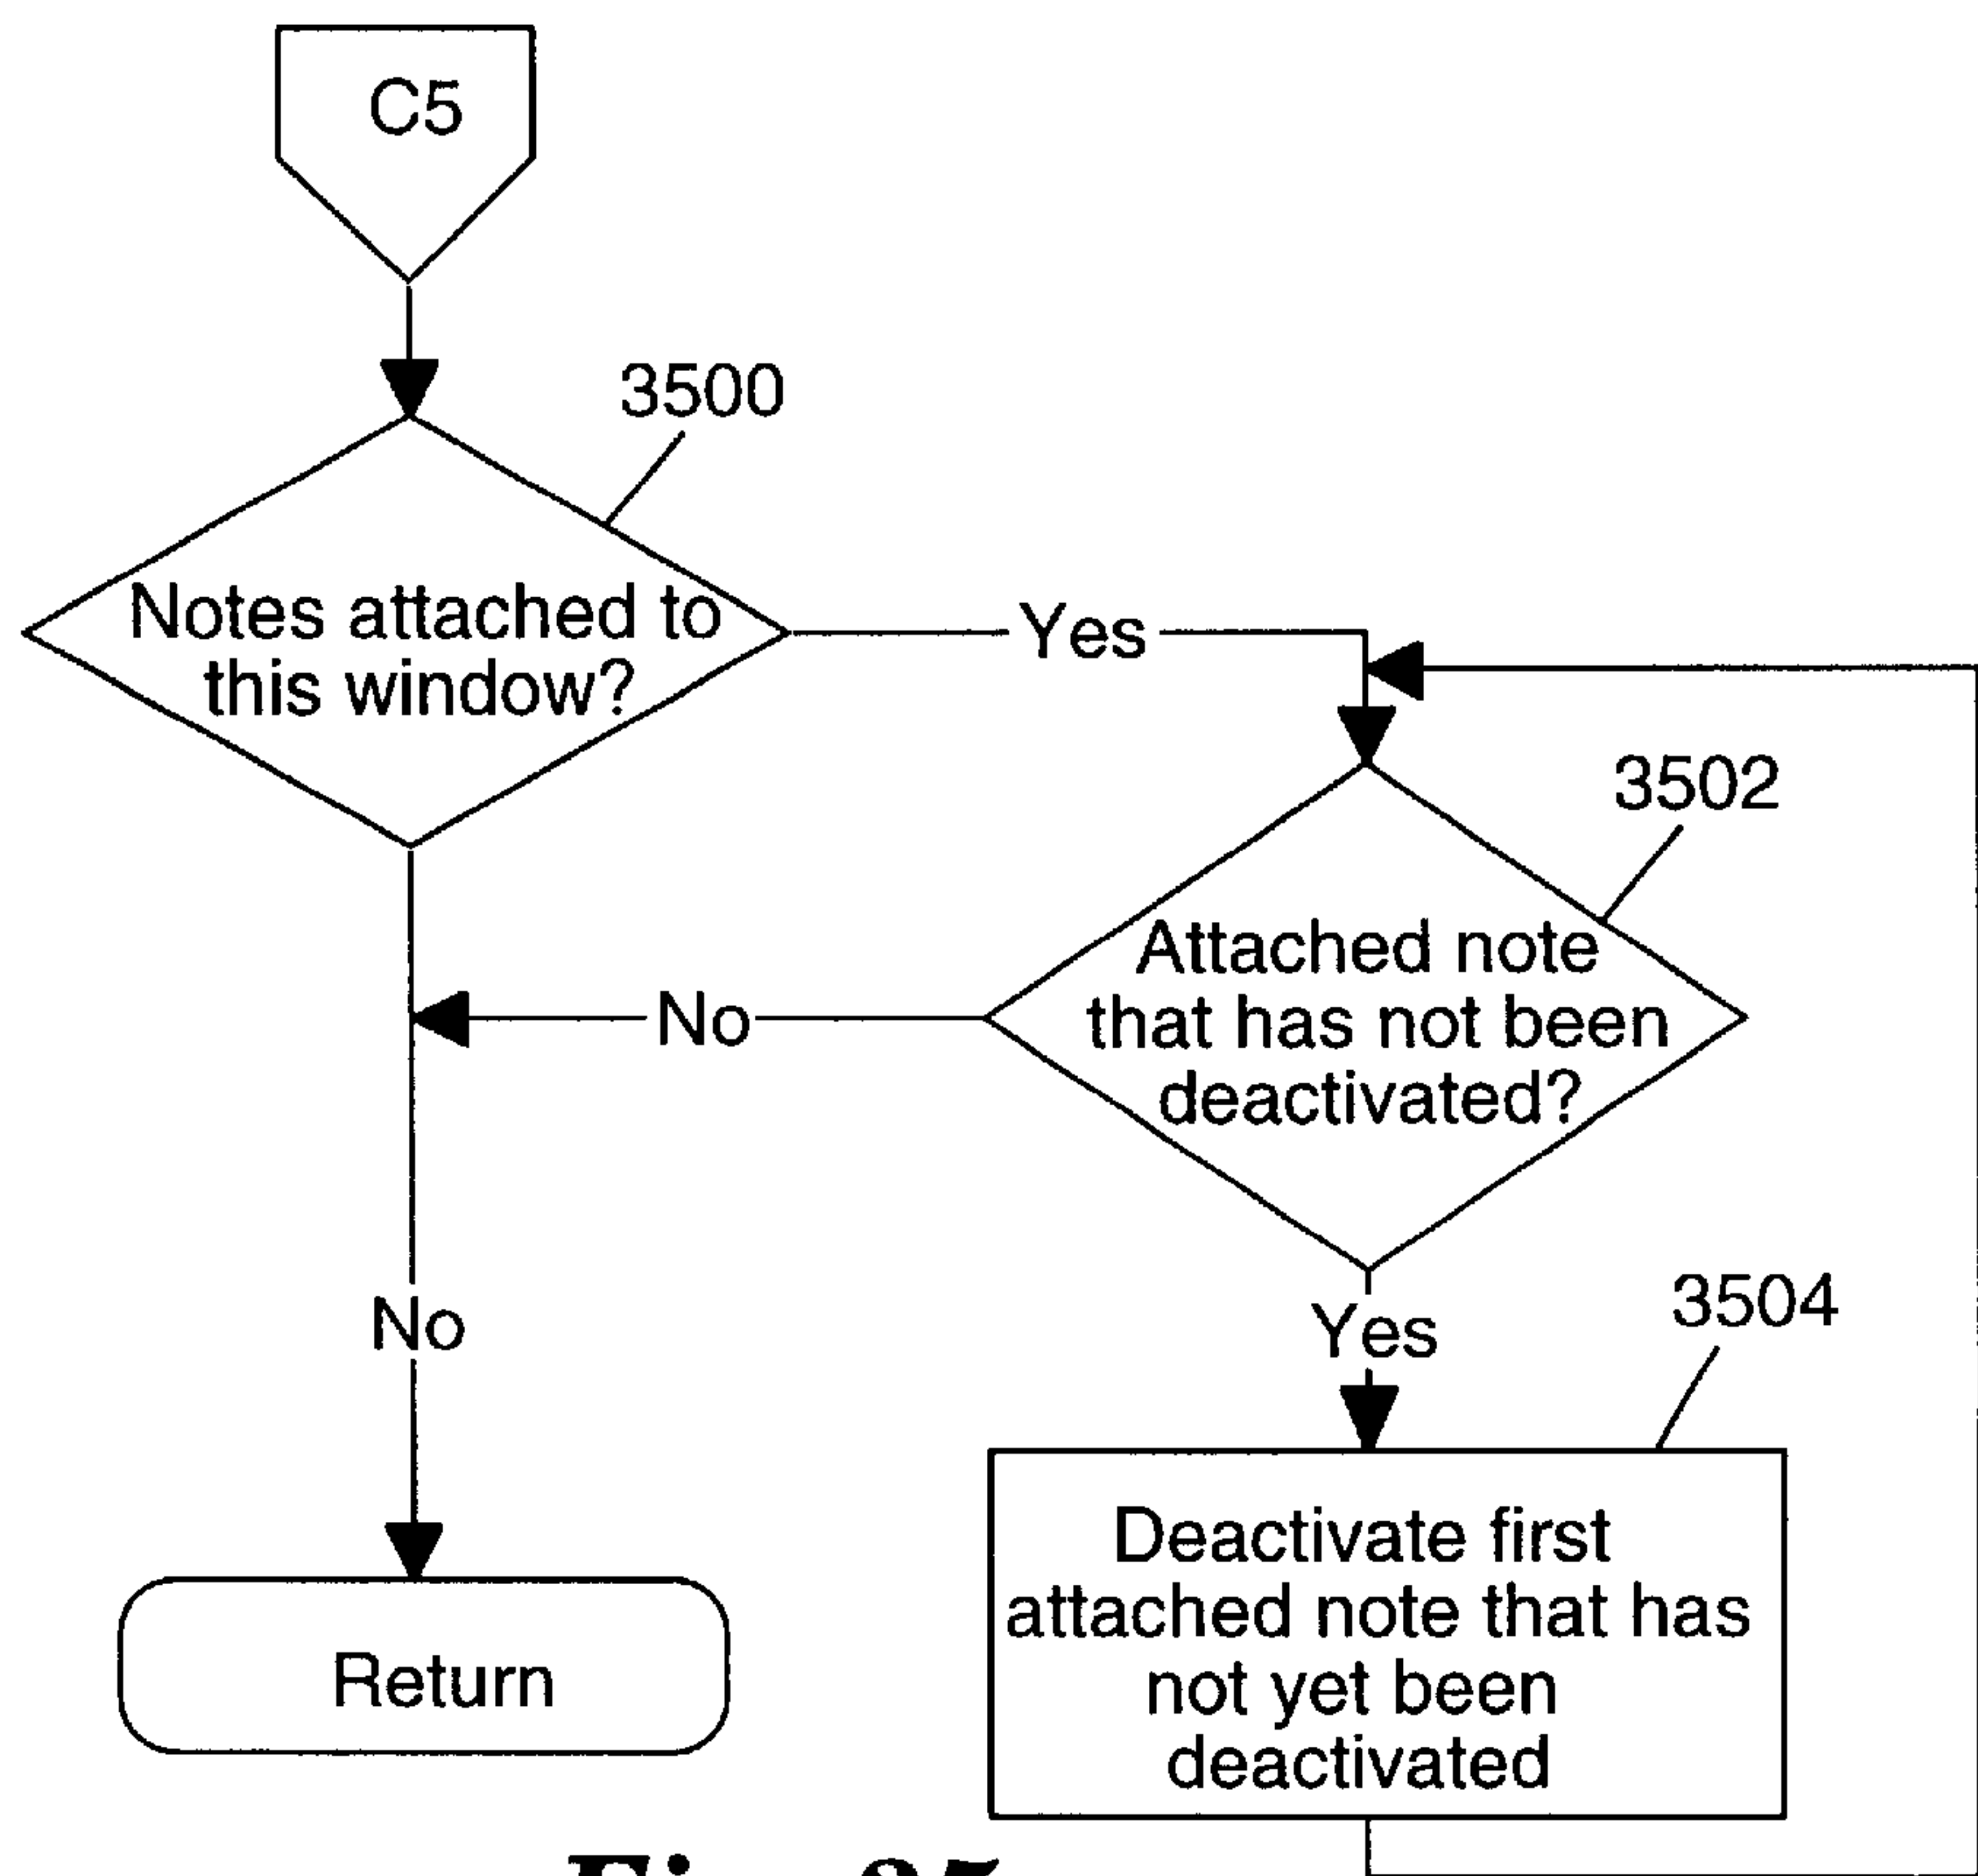 C5
3500
Notes attached to
this window?
Yes
3502
Attached note
that has not been
deactivated?
No
Yes
3504
No
Deactivate first
attached note that has
not yet been
deactivated
Return